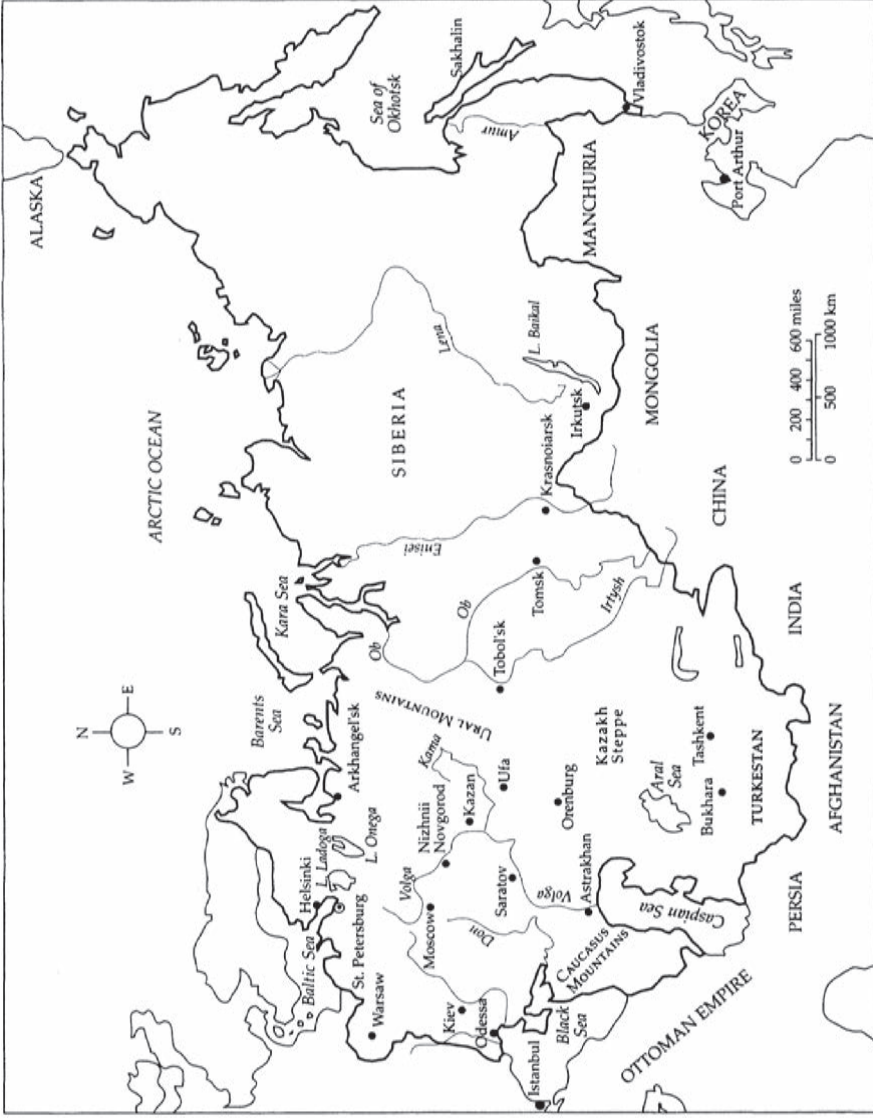 ALASKA
ARCTIC OCEAN
Sea of
Okhotsk
Sakhalin
Amur
Vladivostok
KOREA
Port Arthur
MANCHURIA
Lena
L. Baikal
SIBERIA
Irkutsk
MONGOLIA
Krasnoiarsk
Enisei
CHINA
Kara Sea
Ob
Ob
Tomsk
Irtysh
Tobol'sk
INDIA
N
W
E
S
Barents
Sea
URAL MOUNTAINS
Arkhangel'sk
Kama
Ufa
Kazan
Nizhnii
Novgorod
Orenburg
Kazakh
Steppe
Aral
Sea
Tashkent
Bukhara
TURKESTAN
AFGHANISTAN
L. Onega
L. Ladoga
Helsinki
St. Petersburg
Baltic Sea
Volga
Moscow
Saratov
Volga
Astrakhan
Don
Caspian Sea
PERSIA
CAUCASUS
MOUNTAINS
Warsaw
Kiev
Odessa
Black
Sea
Istanbul
OTTOMAN EMPIRE
0 200 400 600 miles
0 500 1000 km